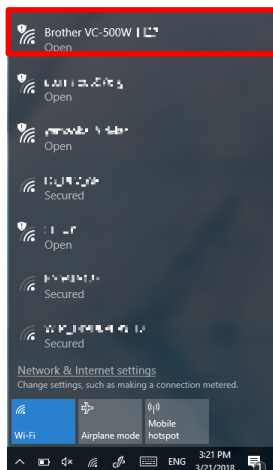 Brother VC-500W
Open
Open
Open
Secured
Open
Secured
Secured
Network & Internet settings
Change settings, such as making a connection metered.
Wi-Fi
Airplane mode
Mobile
hotspot
ENG
3:21 PM
3/21/2018